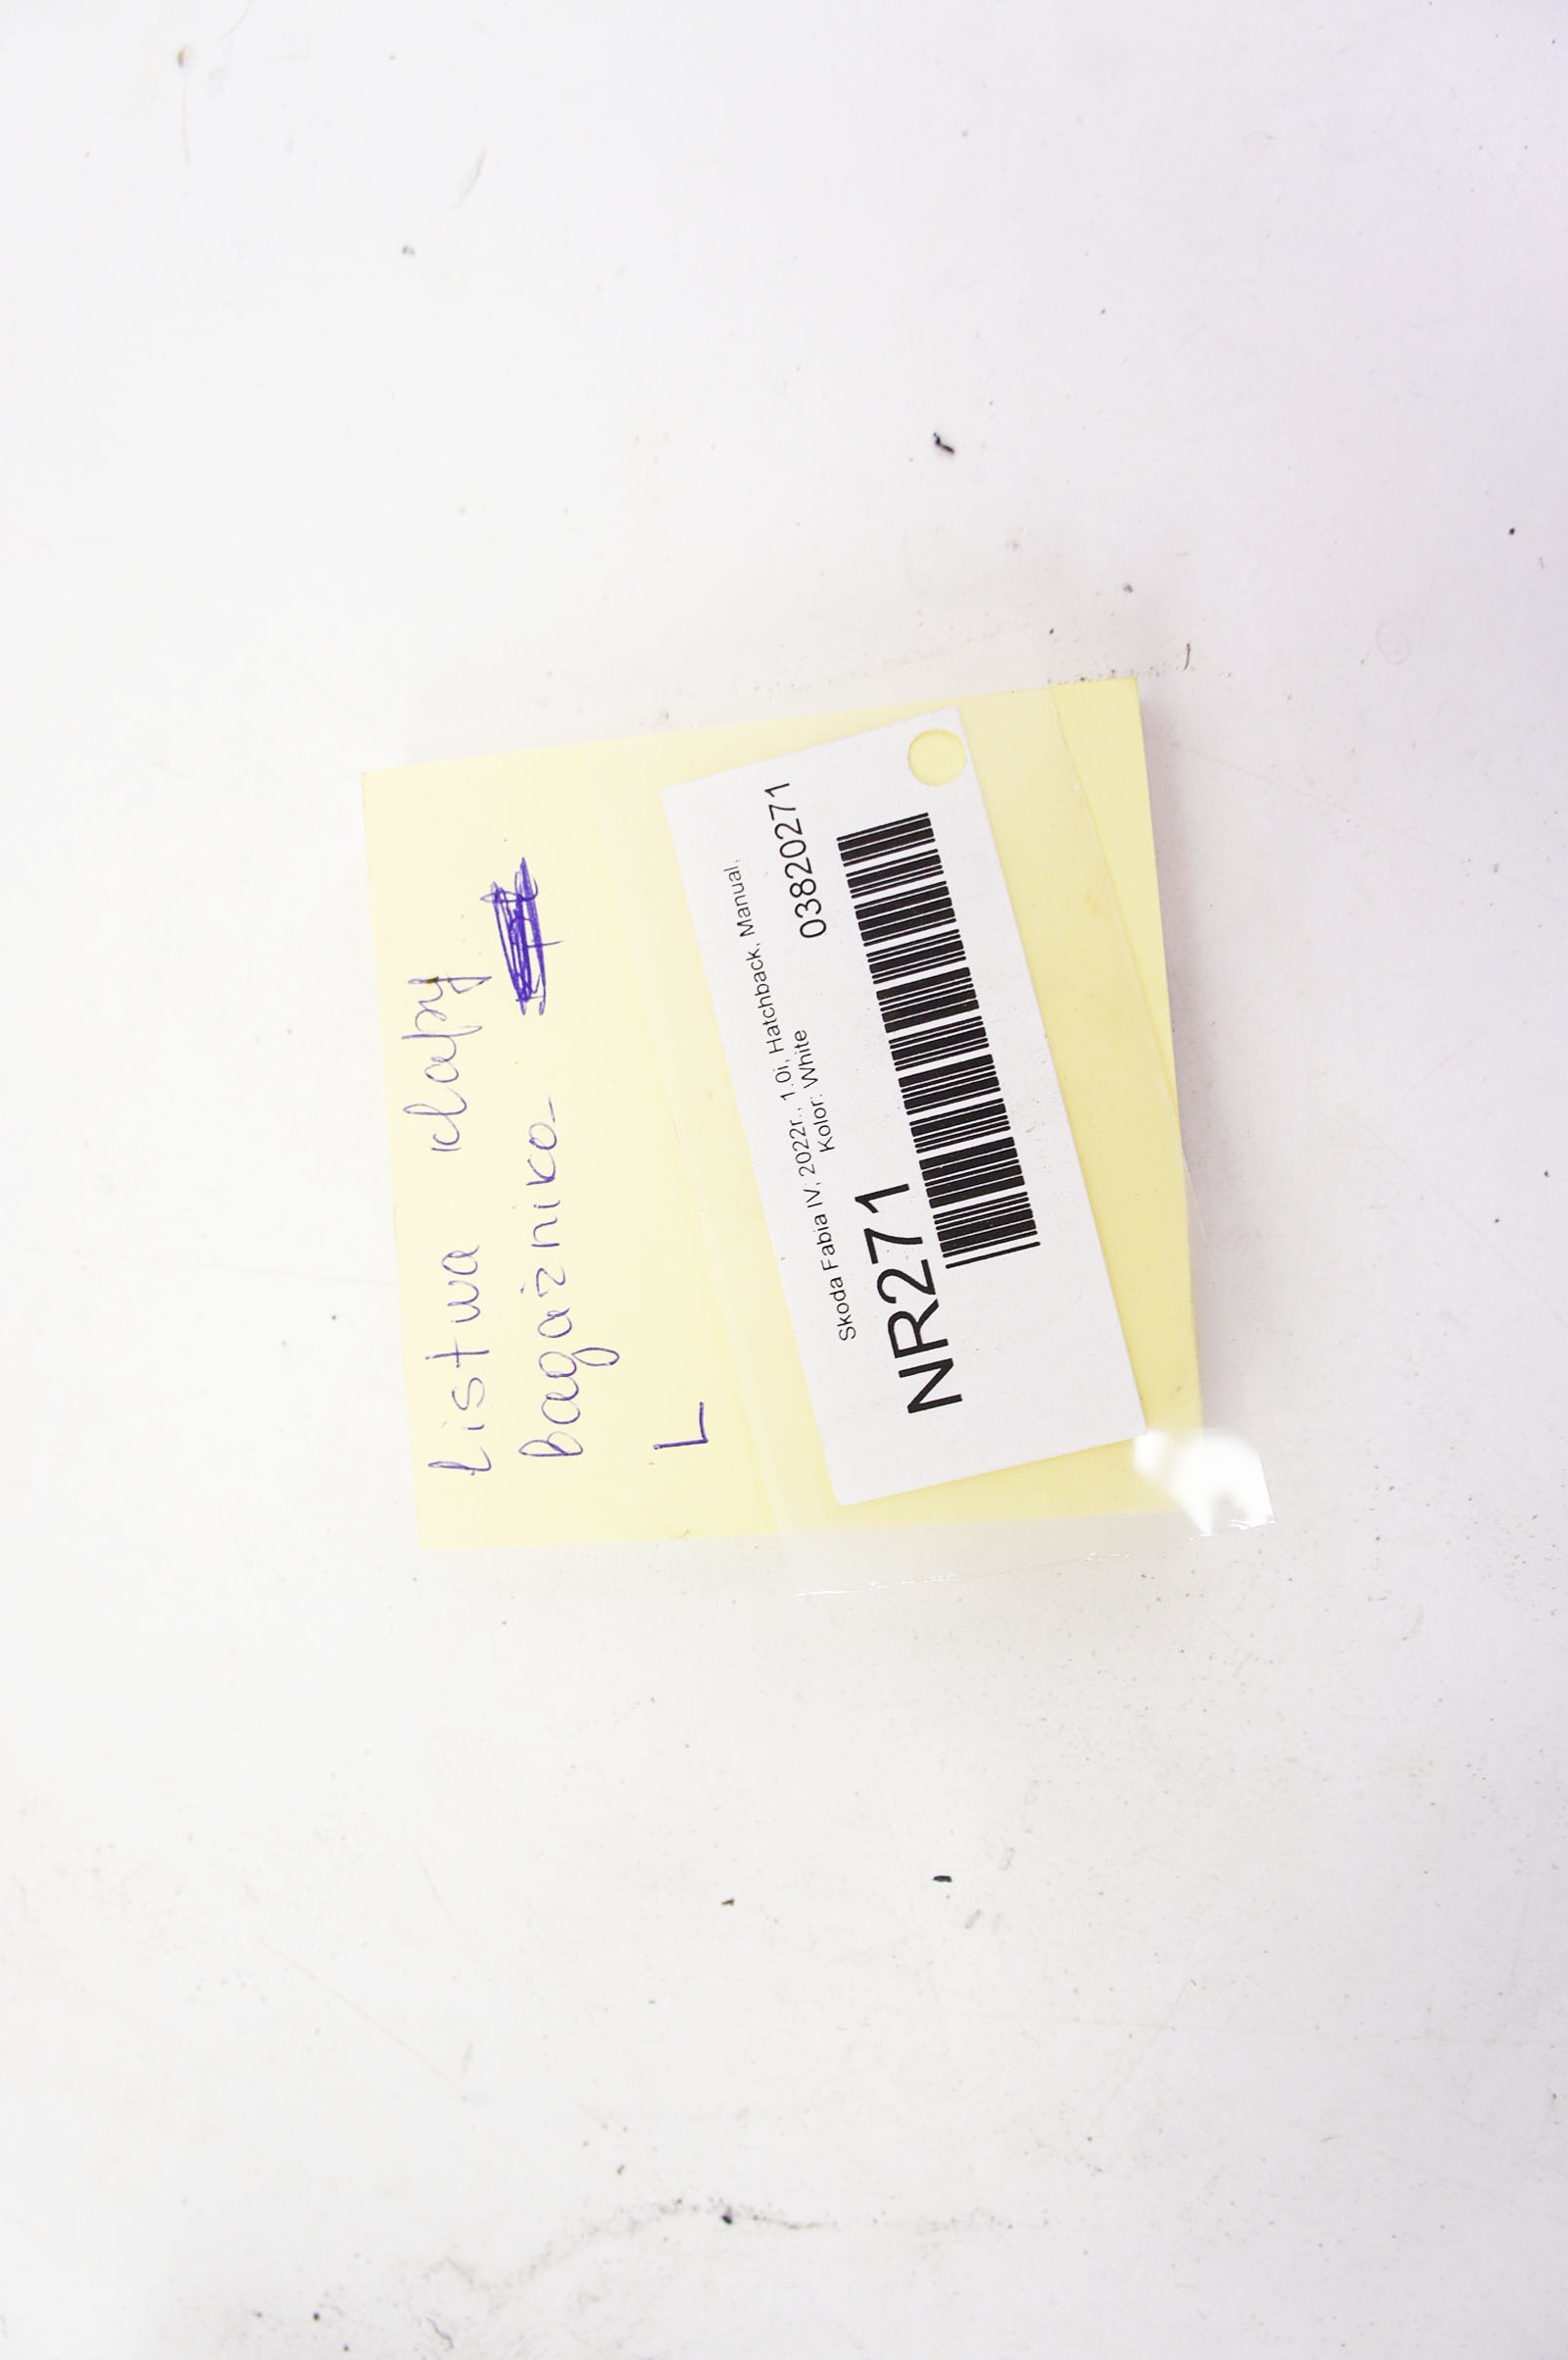 Listwa klapy
Bagażnika
L
Skoda Fabia IV, 2022r., 1.0i, Hatchback, Manual,
Kolor: White
03820271
NR271